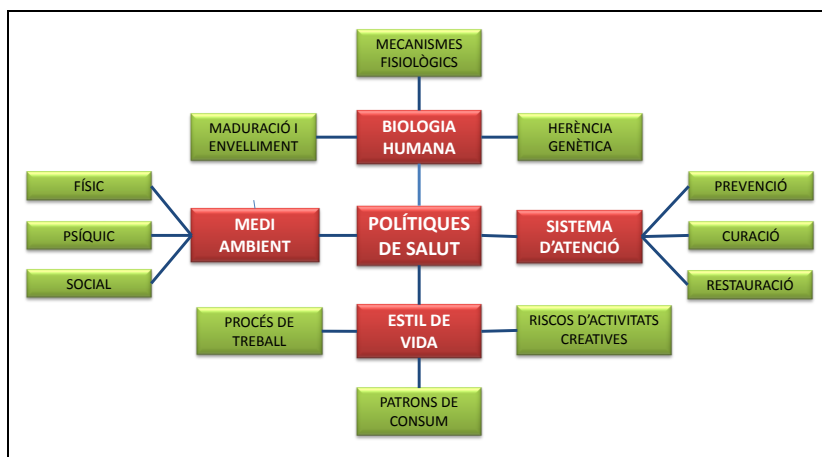 MECANISMES
FISIOLÒGICS
MADURACIÓ I
ENVELLIMENT
BIOLOGIA
HUMANA
HERÈNCIA
GENÈTICA
FÍSIC
PSÍQUIC
SOCIAL
MEDI
AMBIENT
POLÍTIQUES
DE SALUT
SISTEMA
D’ATENCIÓ
PREVENCIÓ
CURACIÓ
RESTAURACIÓ
PROCÉS DE
TREBALL
ESTIL DE
VIDA
RISCOS D’ACTIVITATS
CREATIVES
PATRONS DE
CONSUM